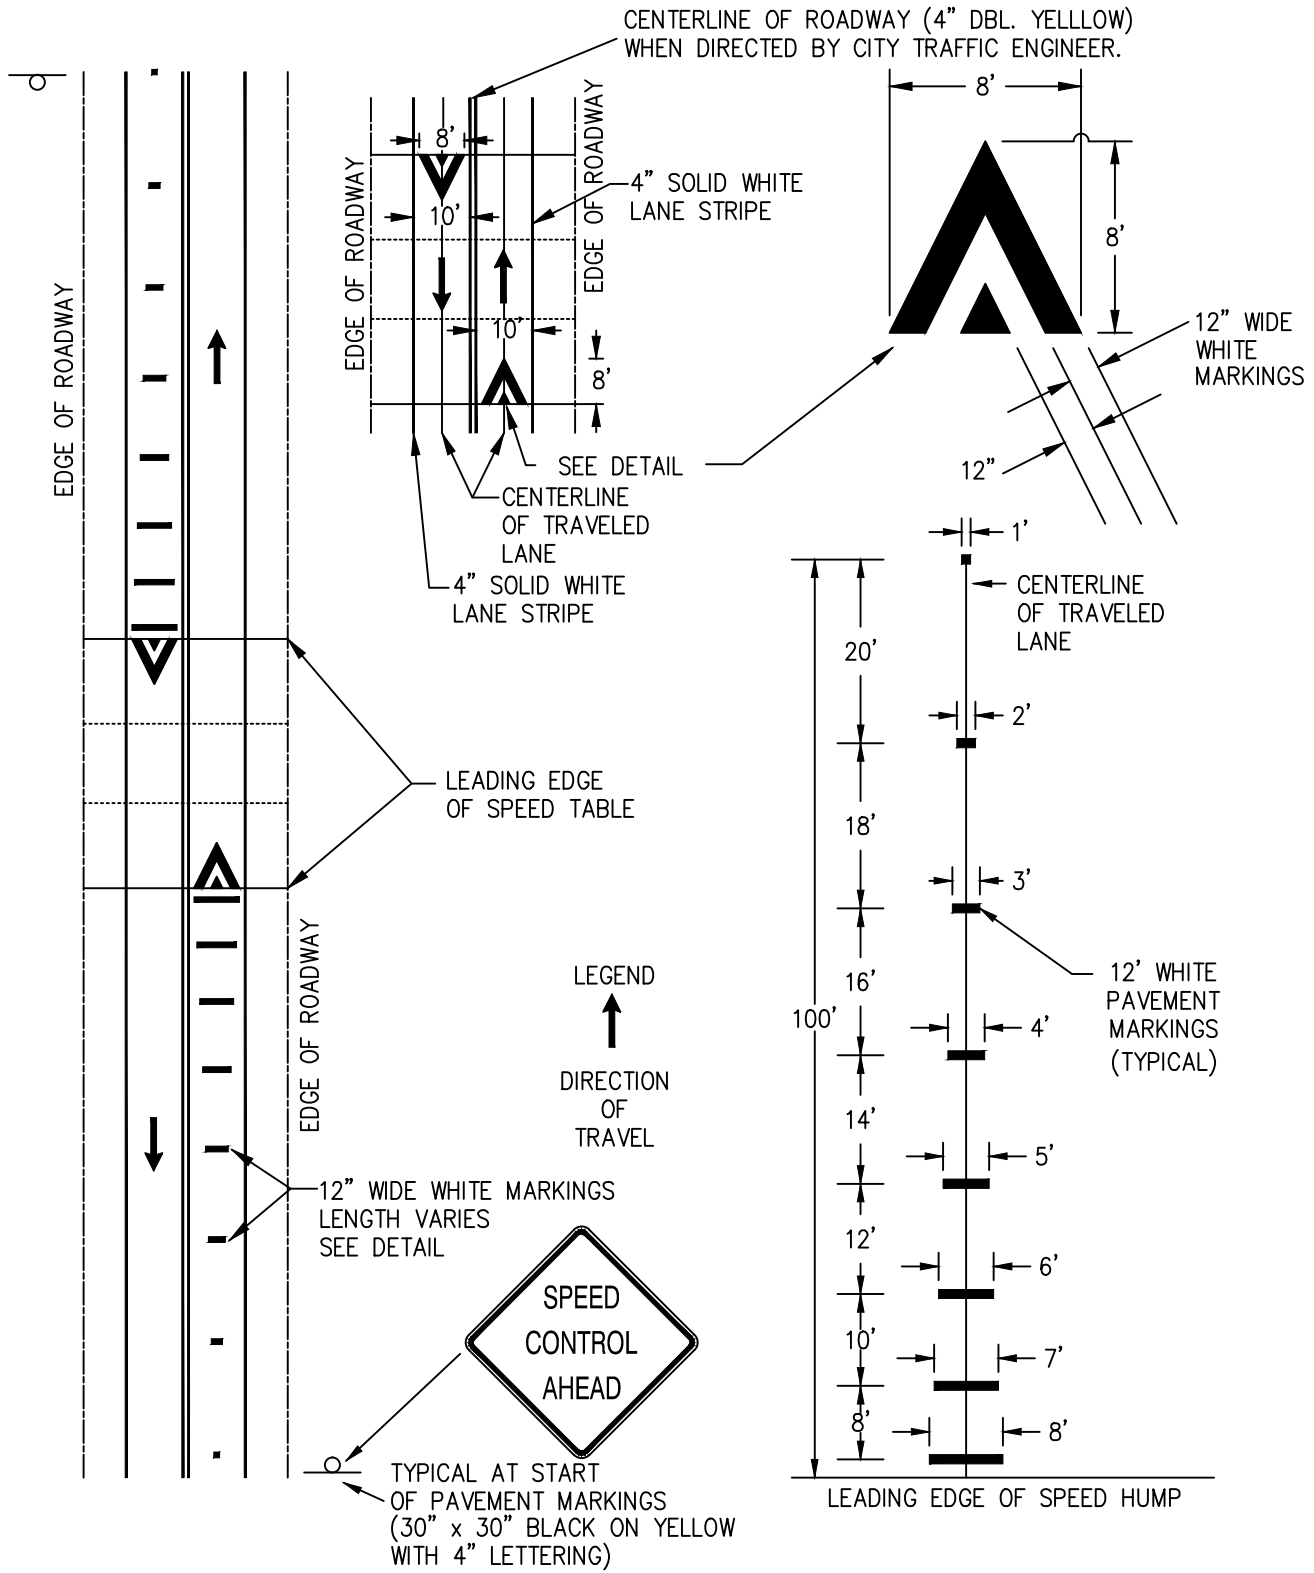 CENTERLINE OF ROADWAY (4" DBL. YELLLOW)
WHEN DIRECTED BY CITY TRAFFIC ENGINEER.
8'
EDGE OF ROADWAY
EDGE OF ROADWAY
4" SOLID WHITE
LANE STRIPE
10'
10'
8'
SEE DETAIL
CENTERLINE
OF TRAVELED
LANE
4" SOLID WHITE
LANE STRIPE
8'
8'
12" WIDE
WHITE
MARKINGS
12"
EDGE OF ROADWAY
LEADING EDGE
OF SPEED TABLE
EDGE OF ROADWAY
12" WIDE WHITE MARKINGS
LENGTH VARIES
SEE DETAIL
LEGEND
DIRECTION
OF
TRAVEL
SPEED
CONTROL
AHEAD
TYPICAL AT START
OF PAVEMENT MARKINGS
(30" x 30" BLACK ON YELLOW
WITH 4" LETTERING)
1'
CENTERLINE
OF TRAVELED
LANE
20'
2'
18'
3'
12' WHITE
PAVEMENT
MARKINGS
(TYPICAL)
16'
100'
4'
14'
5'
12'
6'
10'
7'
8'
8'
LEADING EDGE OF SPEED HUMP